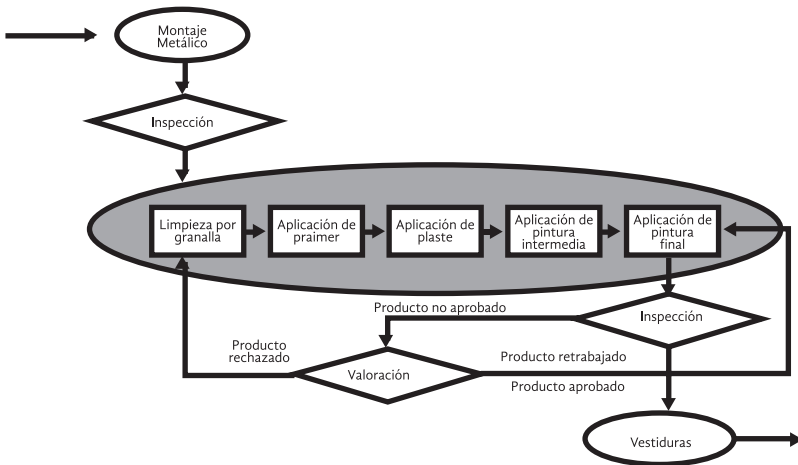 Montaje
Metálico
Inspección
Limpieza por
granalla
Aplicación de
praimer
Aplicación de
plaste
Aplicación de
pintura
intermedia
Aplicación de
pintura
final
Producto no aprobado
Inspección
Producto
rechazado
Valoración
Producto retrabajado
Producto aprobado
Vestiduras